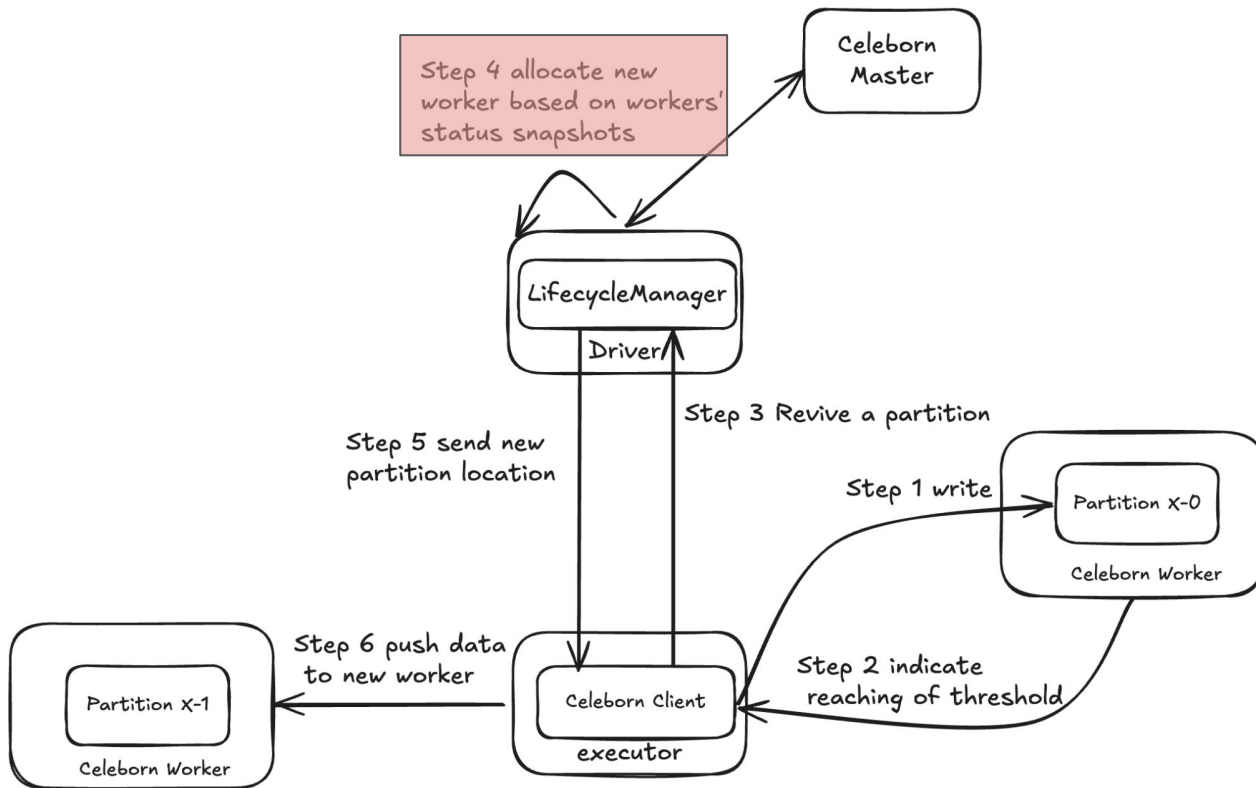 Celeborn
Master
Step 4 allocate new
worker based on workers'
status snapshots
LifecycleManager
Driver
Step 3 Revive a partition
Step 5 send new
partition location
Step 1 write
Partition X-0
Celeborn Worker
Step 6 push data
to new worker
Step 2 indicate
reaching of threshold
Partition X-1
Celeborn Client
executor
Celeborn Worker